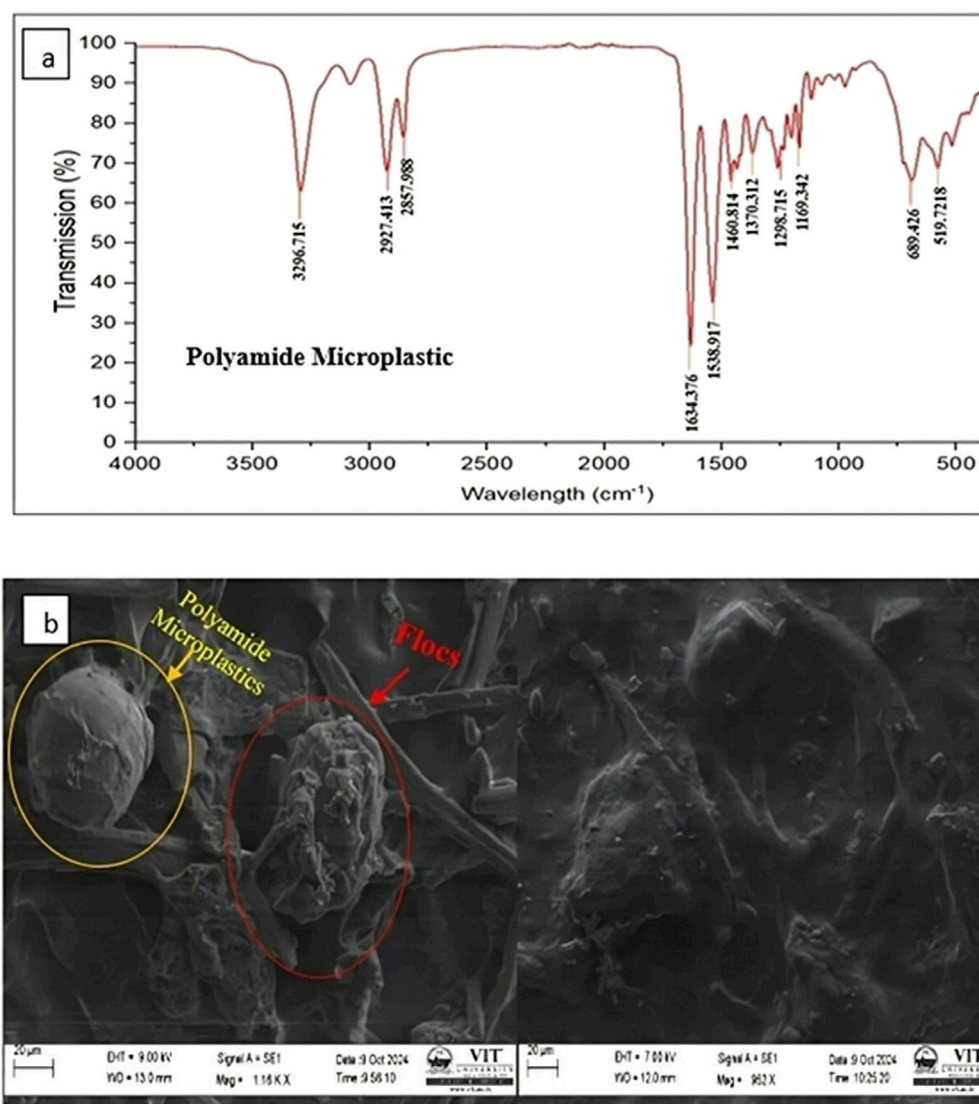 a
100
90
80
70
60
50
40
30
20
10
0
Transmission (%)
3296.715
2927.413
2857.988
1634.376
1538.917
1460.814
1370.312
1298.715
1169.342
689.426
519.7218
Polyamide Microplastic
4000 3500 3000 2500 2000 1500 1000 500
Wavelength (cm⁻¹)
b
Polyamide
Microplastics
Flocs
20 µm
EHT = 9.00 kV
Signal A = SE1
Date :9 Oct 2024
WD = 13.0 mm
Mag = 1.16 K X
Time :9:56:10
VIT
20 µm
EHT = 7.00 kV
Signal A = SE1
Date :9 Oct 2024
WD = 12.0 mm
Mag = 952 X
Time :10:25:20
VIT